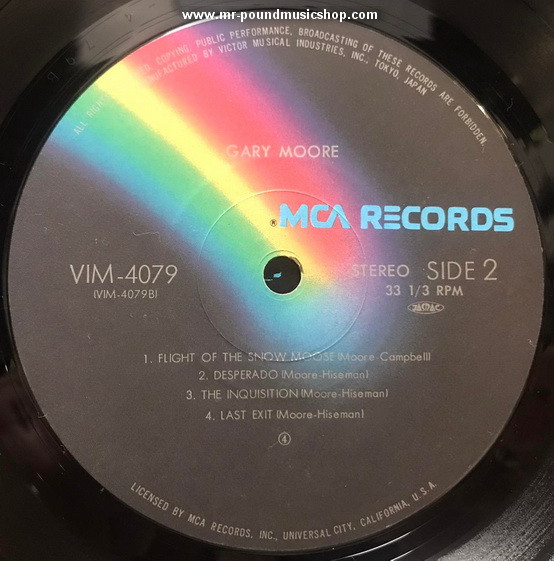 www.mr-poundmusicshop.com
ALL RIGHTS COPYING, PUBLIC PERFORMANCE, BROADCASTING OF THESE RECORDS ARE FORBIDDEN.
MANUFACTURED BY VICTOR MUSICAL INDUSTRIES, INC., TOKYO, JAPAN
GARY MOORE
® MCA RECORDS
VIM-4079
(VIM-4079B)
STEREO SIDE 2
33 1/3 RPM
1. FLIGHT OF THE SNOW MOOSE (Moore-Campbell)
2. DESPERADO (Moore-Hiseman)
3. THE INQUISITION (Moore-Hiseman)
4. LAST EXIT (Moore-Hiseman)
④
LICENSED BY MCA RECORDS, INC., UNIVERSAL CITY, CALIFORNIA, U.S.A.